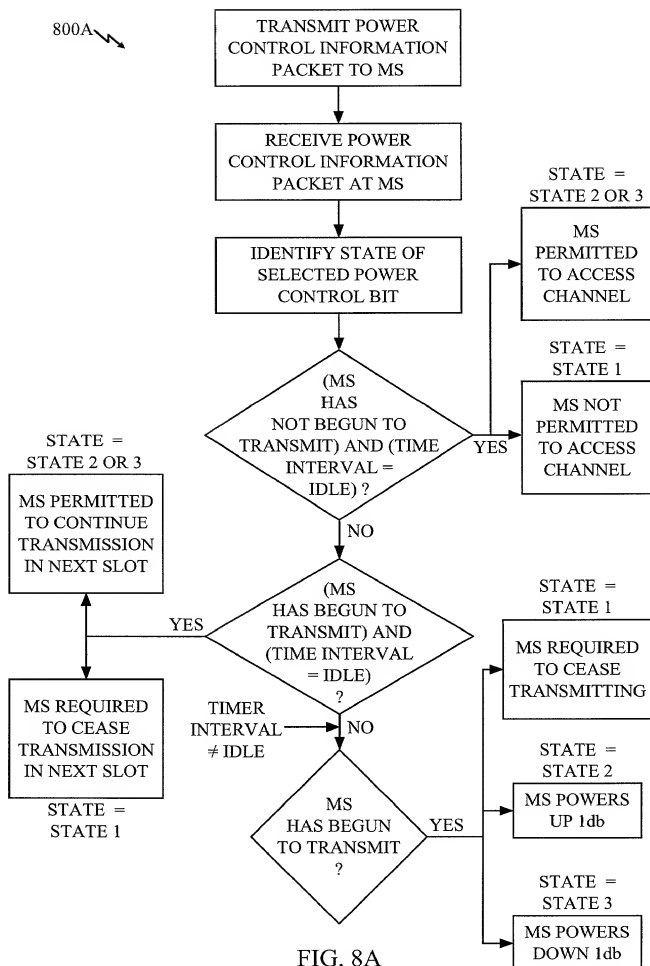 800A
TRANSMIT POWER
CONTROL INFORMATION
PACKET TO MS
RECEIVE POWER
CONTROL INFORMATION
PACKET AT MS
IDENTIFY STATE OF
SELECTED POWER
CONTROL BIT
STATE =
STATE 2 OR 3
MS
PERMITTED
TO ACCESS
CHANNEL
(MS
HAS
NOT BEGUN TO
TRANSMIT) AND (TIME
INTERVAL =
IDLE) ?
YES
STATE =
STATE 1
MS NOT
PERMITTED
TO ACCESS
CHANNEL
NO
STATE =
STATE 2 OR 3
MS PERMITTED
TO CONTINUE
TRANSMISSION
IN NEXT SLOT
YES
(MS
HAS BEGUN TO
TRANSMIT) AND
(TIME INTERVAL
= IDLE)
?
MS REQUIRED
TO CEASE
TRANSMISSION
IN NEXT SLOT
STATE =
STATE 1
TIMER
INTERVAL
≠ IDLE
NO
MS
HAS BEGUN
TO TRANSMIT
?
YES
STATE =
STATE 1
MS REQUIRED
TO CEASE
TRANSMITTING
STATE =
STATE 2
MS POWERS
UP 1db
STATE =
STATE 3
MS POWERS
DOWN 1db
FIG. 8A